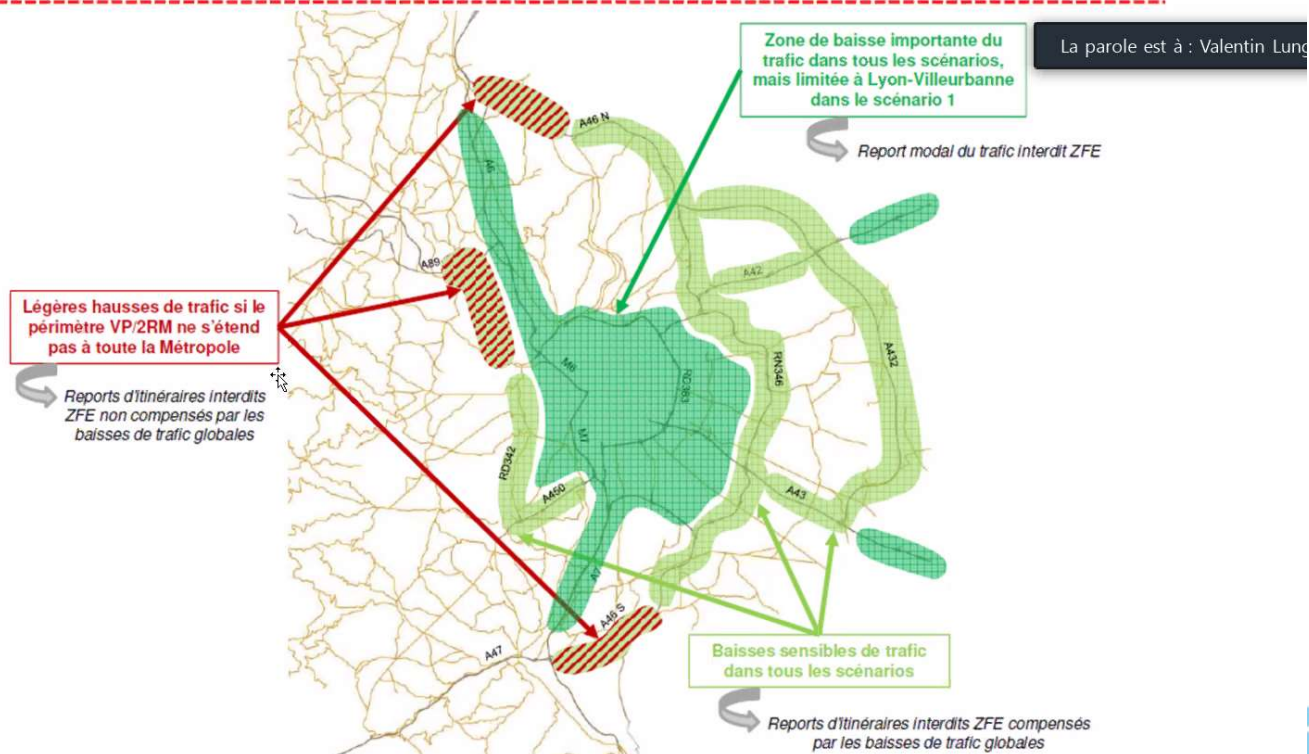 Zone de baisse importante du
trafic dans tous les scénarios,
mais limitée à Lyon-Villeurbanne
dans le scénario 1
La parole est à : Valentin Lung
Report modal du trafic interdit ZFE
A46 N
A6
A89
A42
Légères hausses de trafic si le
périmètre VP/2RM ne s'étend
pas à toute la Métropole
Reports d'itinéraires interdits
ZFE non compensés par les
baisses de trafic globales
M6
RD383
RN346
A432
M7
RD342
A450
A43
A7
A46 S
A47
Baisses sensibles de trafic
dans tous les scénarios
Reports d'itinéraires interdits ZFE compensés
par les baisses de trafic globales